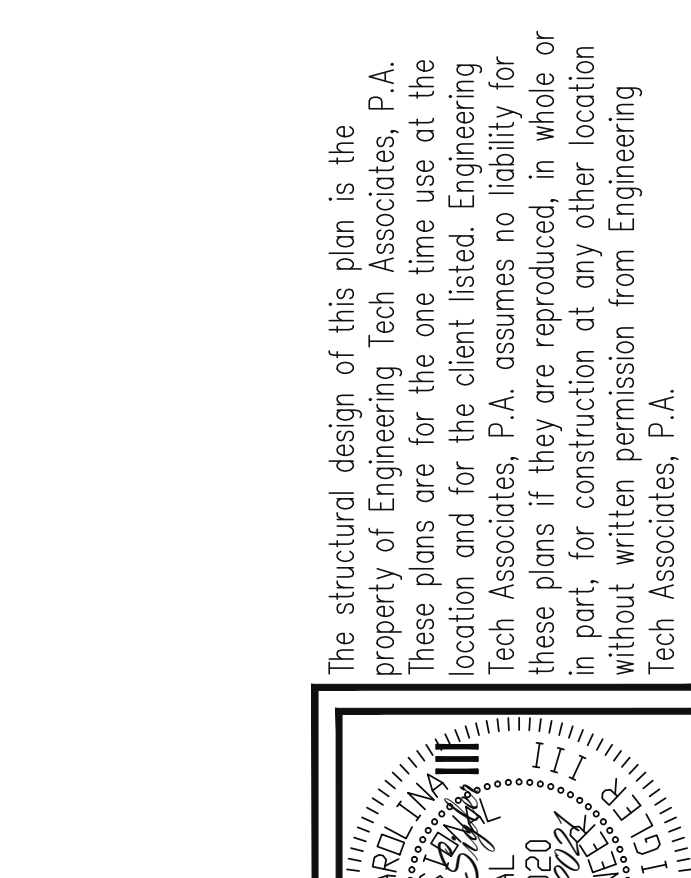 The structural design of this plan is the
property of Engineering Tech Associates, P.A.
These plans are for the one time use at the
location and for the client listed. Engineering
Tech Associates, P.A. assumes no liability for
these plans if they are reproduced, in whole or
in part, for construction at any other location
without written permission from Engineering
Tech Associates, P.A.
III